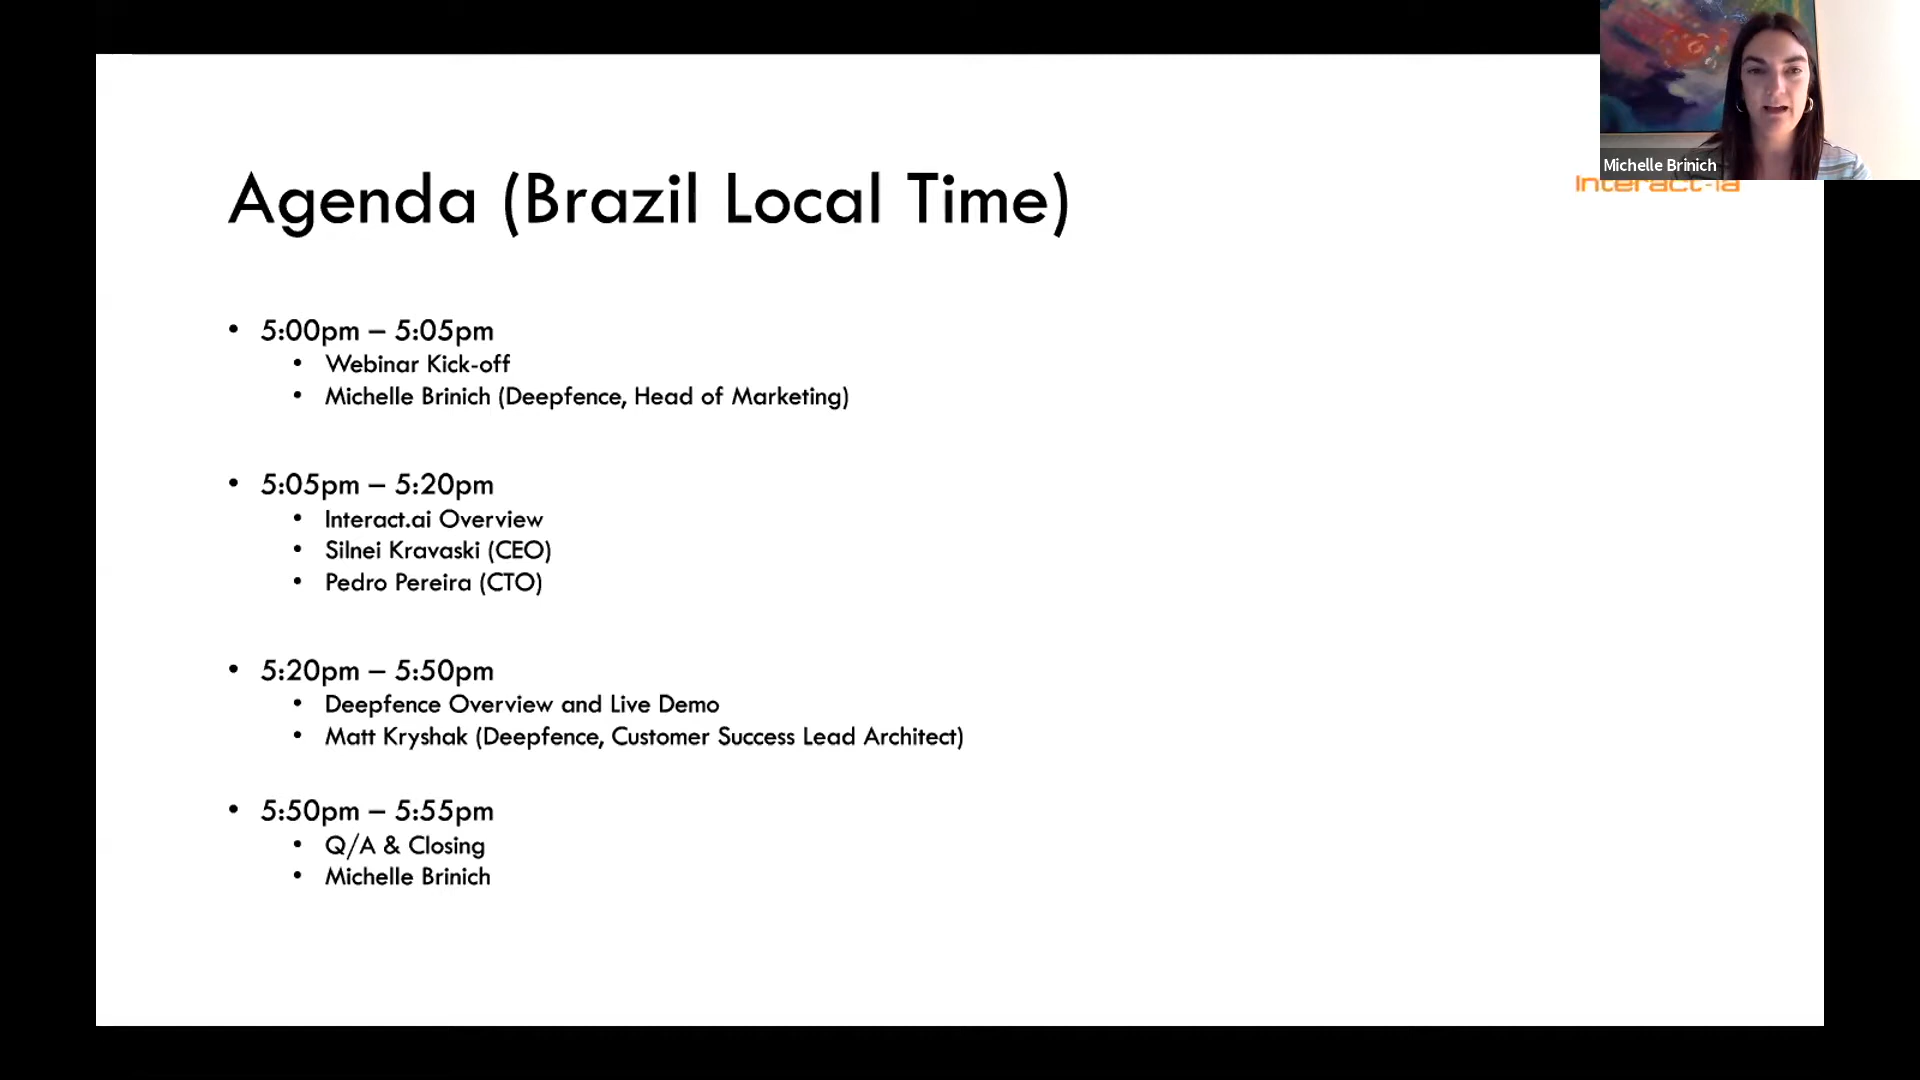 Michelle Brinich
Interact-ia
Agenda (Brazil Local Time)
• 5:00pm – 5:05pm
• Webinar Kick-off
• Michelle Brinich (Deepfence, Head of Marketing)
• 5:05pm – 5:20pm
• Interact.ai Overview
• Silnei Kravaski (CEO)
• Pedro Pereira (CTO)
• 5:20pm – 5:50pm
• Deepfence Overview and Live Demo
• Matt Kryshak (Deepfence, Customer Success Lead Architect)
• 5:50pm – 5:55pm
• Q/A & Closing
• Michelle Brinich